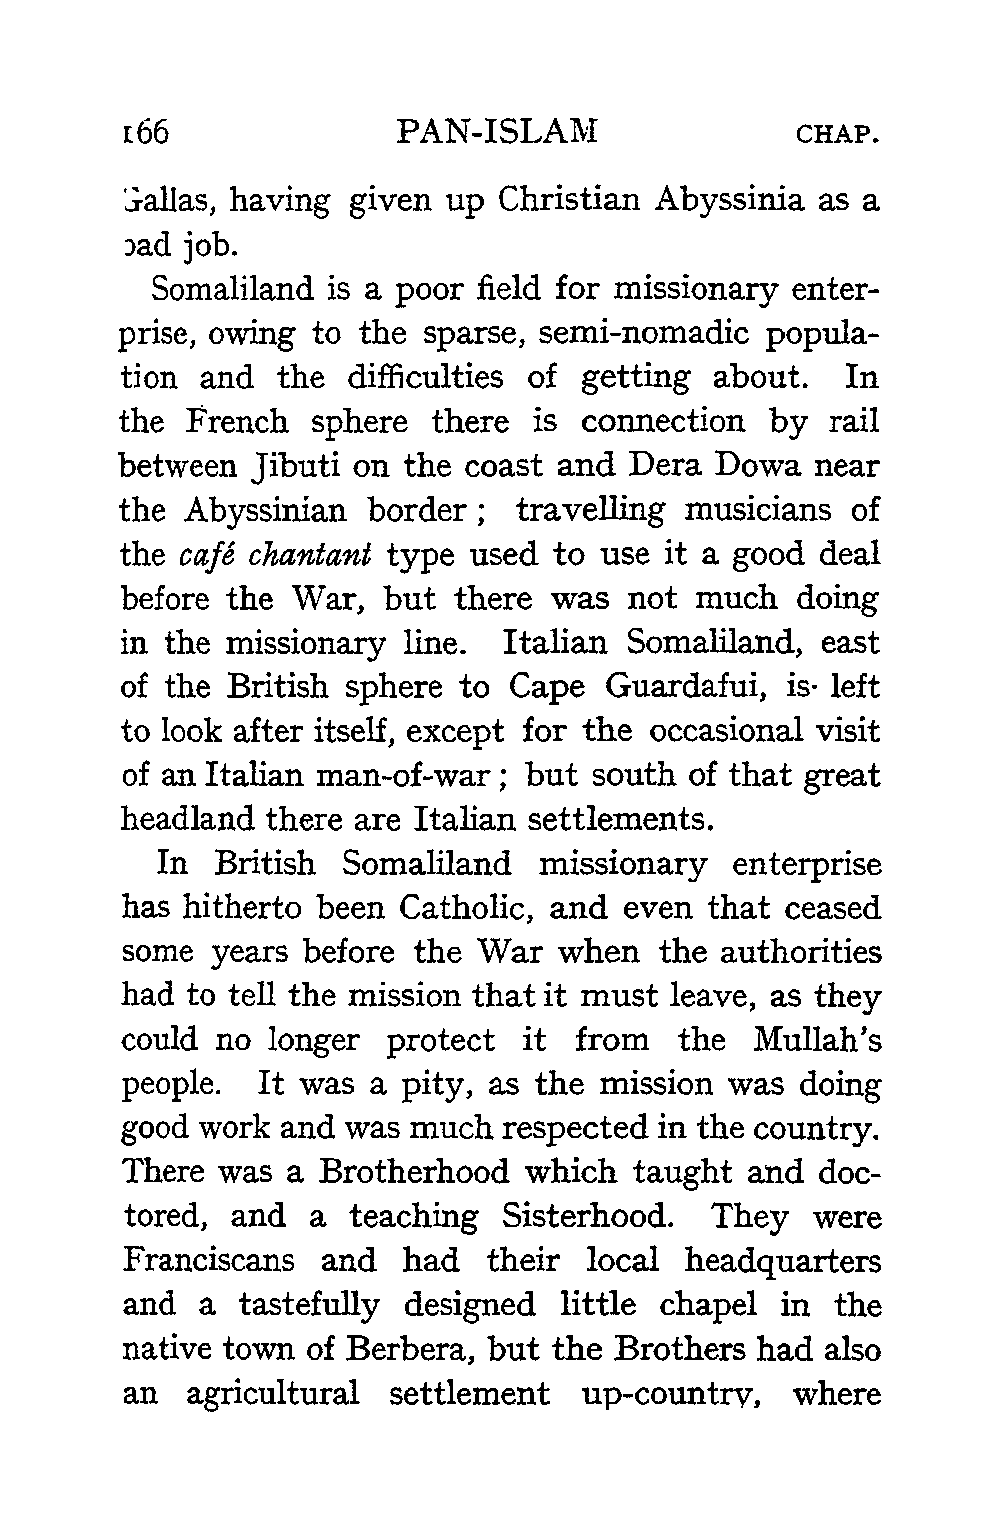 166 PAN-ISLAM CHAP.
Gallas, having given up Christian Abyssinia as a
bad job.
Somaliland is a poor field for missionary enter-
prise, owing to the sparse, semi-nomadic popula-
tion and the difficulties of getting about. In
the French sphere there is connection by rail
between Jibuti on the coast and Dera Dowa near
the Abyssinian border ; travelling musicians of
the café chantant type used to use it a good deal
before the War, but there was not much doing
in the missionary line. Italian Somaliland, east
of the British sphere to Cape Guardafui, is left
to look after itself, except for the occasional visit
of an Italian man-of-war ; but south of that great
headland there are Italian settlements.
In British Somaliland missionary enterprise
has hitherto been Catholic, and even that ceased
some years before the War when the authorities
had to tell the mission that it must leave, as they
could no longer protect it from the Mullah's
people. It was a pity, as the mission was doing
good work and was much respected in the country.
There was a Brotherhood which taught and doc-
tored, and a teaching Sisterhood. They were
Franciscans and had their local headquarters
and a tastefully designed little chapel in the
native town of Berbera, but the Brothers had also
an agricultural settlement up-country, where